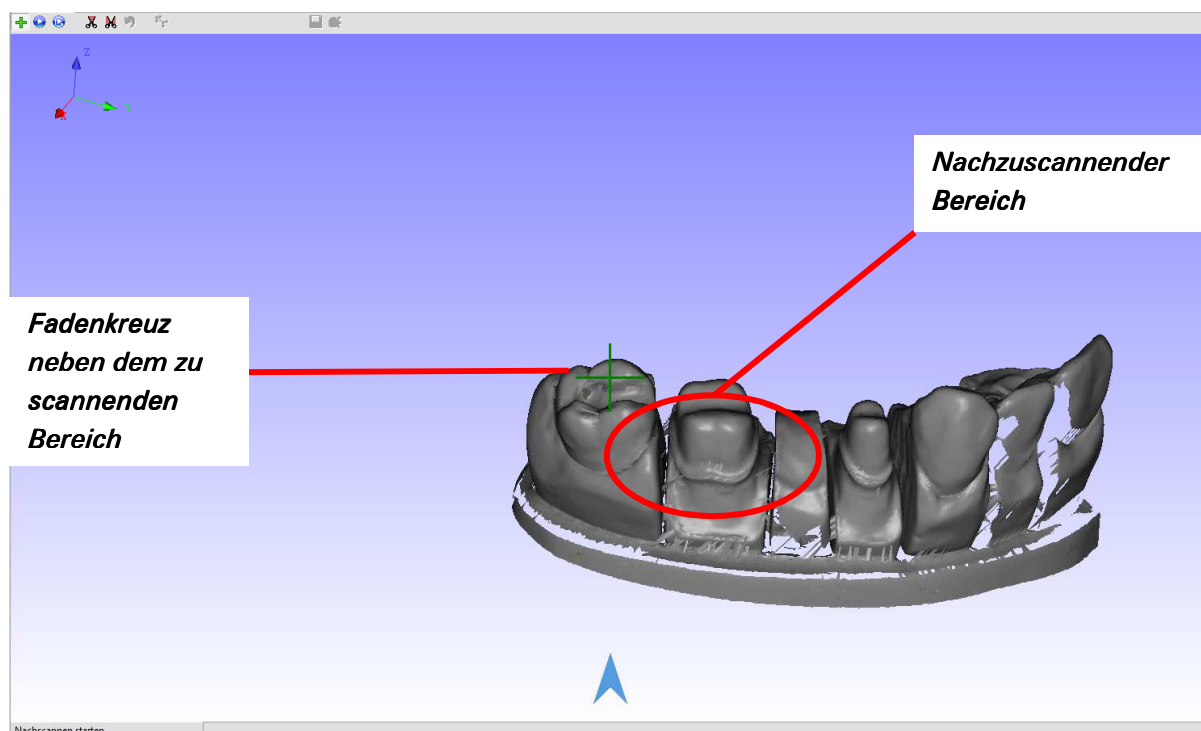 Z
Nachzuscannender
Bereich
Fadenkreuz
neben dem zu
scannenden
Bereich
X
Nachscannen starten